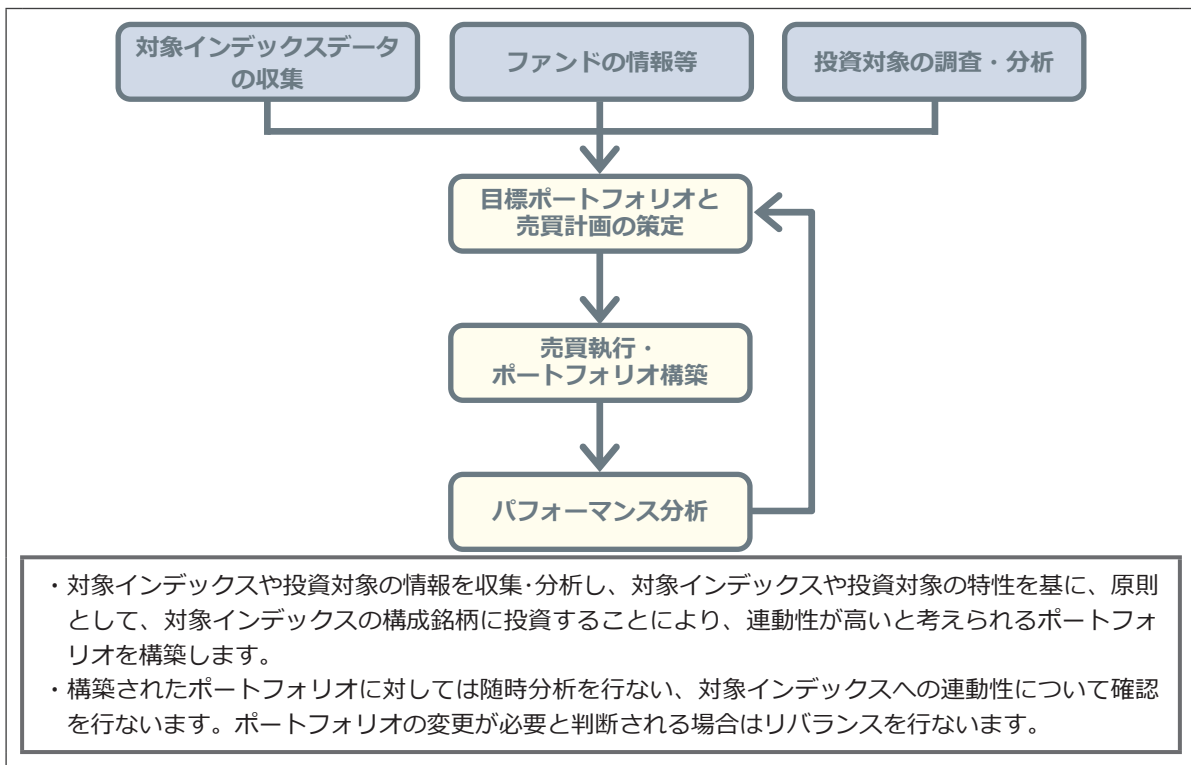 対象インデックスデータ
の収集
ファンドの情報等
投資対象の調査・分析
目標ポートフォリオと
売買計画の策定
売買執行・
ポートフォリオ構築
パフォーマンス分析
・対象インデックスや投資対象の情報を収集・分析し、対象インデックスや投資対象の特性を基に、原則
として、対象インデックスの構成銘柄に投資することにより、連動性が高いと考えられるポートフォ
リオを構築します。
・構築されたポートフォリオに対しては随時分析を行ない、対象インデックスへの連動性について確認
を行ないます。ポートフォリオの変更が必要と判断される場合はリバランスを行ないます。